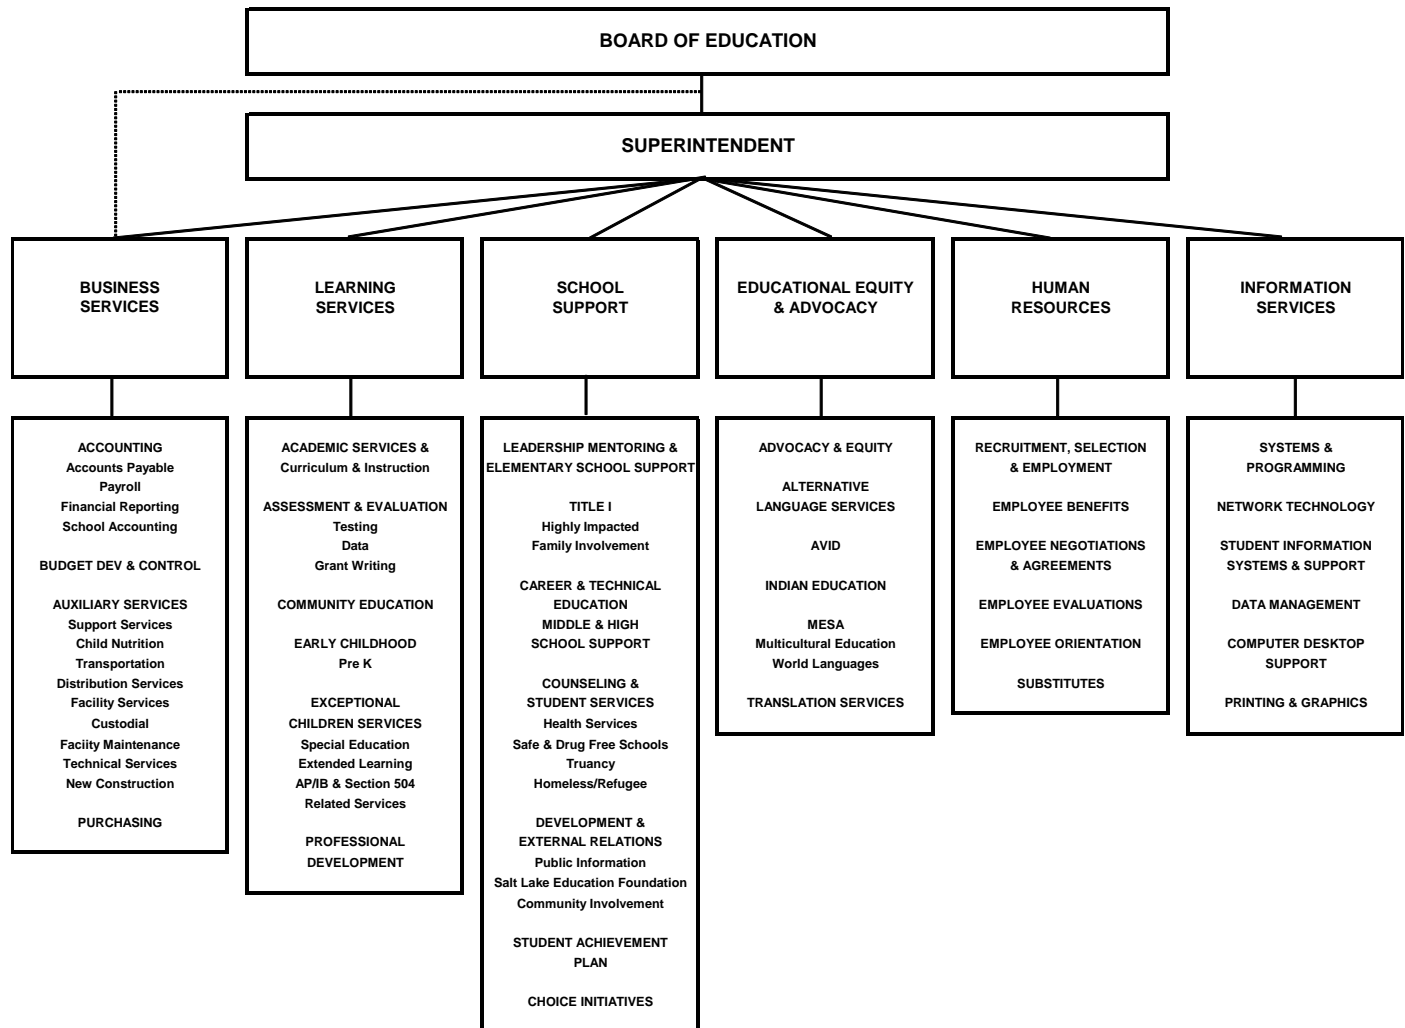 BOARD OF EDUCATION
SUPERINTENDENT
BUSINESS
SERVICES
LEARNING
SERVICES
SCHOOL
SUPPORT
EDUCATIONAL EQUITY
& ADVOCACY
HUMAN
RESOURCES
INFORMATION
SERVICES
ACCOUNTING
Accounts Payable
Payroll
Financial Reporting
School Accounting
BUDGET DEV & CONTROL
AUXILIARY SERVICES
Support Services
Child Nutrition
Transportation
Distribution Services
Facility Services
Custodial
Faciity Maintenance
Technical Services
New Construction
PURCHASING
ACADEMIC SERVICES &
Curriculum & Instruction
ASSESSMENT & EVALUATION
Testing
Data
Grant Writing
COMMUNITY EDUCATION
EARLY CHILDHOOD
Pre K
EXCEPTIONAL
CHILDREN SERVICES
Special Education
Extended Learning
AP/IB & Section 504
Related Services
PROFESSIONAL
DEVELOPMENT
LEADERSHIP MENTORING &
ELEMENTARY SCHOOL SUPPORT
TITLE I
Highly Impacted
Family Involvement
CAREER & TECHNICAL
EDUCATION
MIDDLE & HIGH
SCHOOL SUPPORT
COUNSELING &
STUDENT SERVICES
Health Services
Safe & Drug Free Schools
Truancy
Homeless/Refugee
DEVELOPMENT &
EXTERNAL RELATIONS
Public Information
Salt Lake Education Foundation
Community Involvement
STUDENT ACHIEVEMENT
PLAN
CHOICE INITIATIVES
ADVOCACY & EQUITY
ALTERNATIVE
LANGUAGE SERVICES
AVID
INDIAN EDUCATION
MESA
Multicultural Education
World Languages
TRANSLATION SERVICES
RECRUITMENT, SELECTION
& EMPLOYMENT
EMPLOYEE BENEFITS
EMPLOYEE NEGOTIATIONS
& AGREEMENTS
EMPLOYEE EVALUATIONS
EMPLOYEE ORIENTATION
SUBSTITUTES
SYSTEMS &
PROGRAMMING
NETWORK TECHNOLOGY
STUDENT INFORMATION
SYSTEMS & SUPPORT
DATA MANAGEMENT
COMPUTER DESKTOP
SUPPORT
PRINTING & GRAPHICS